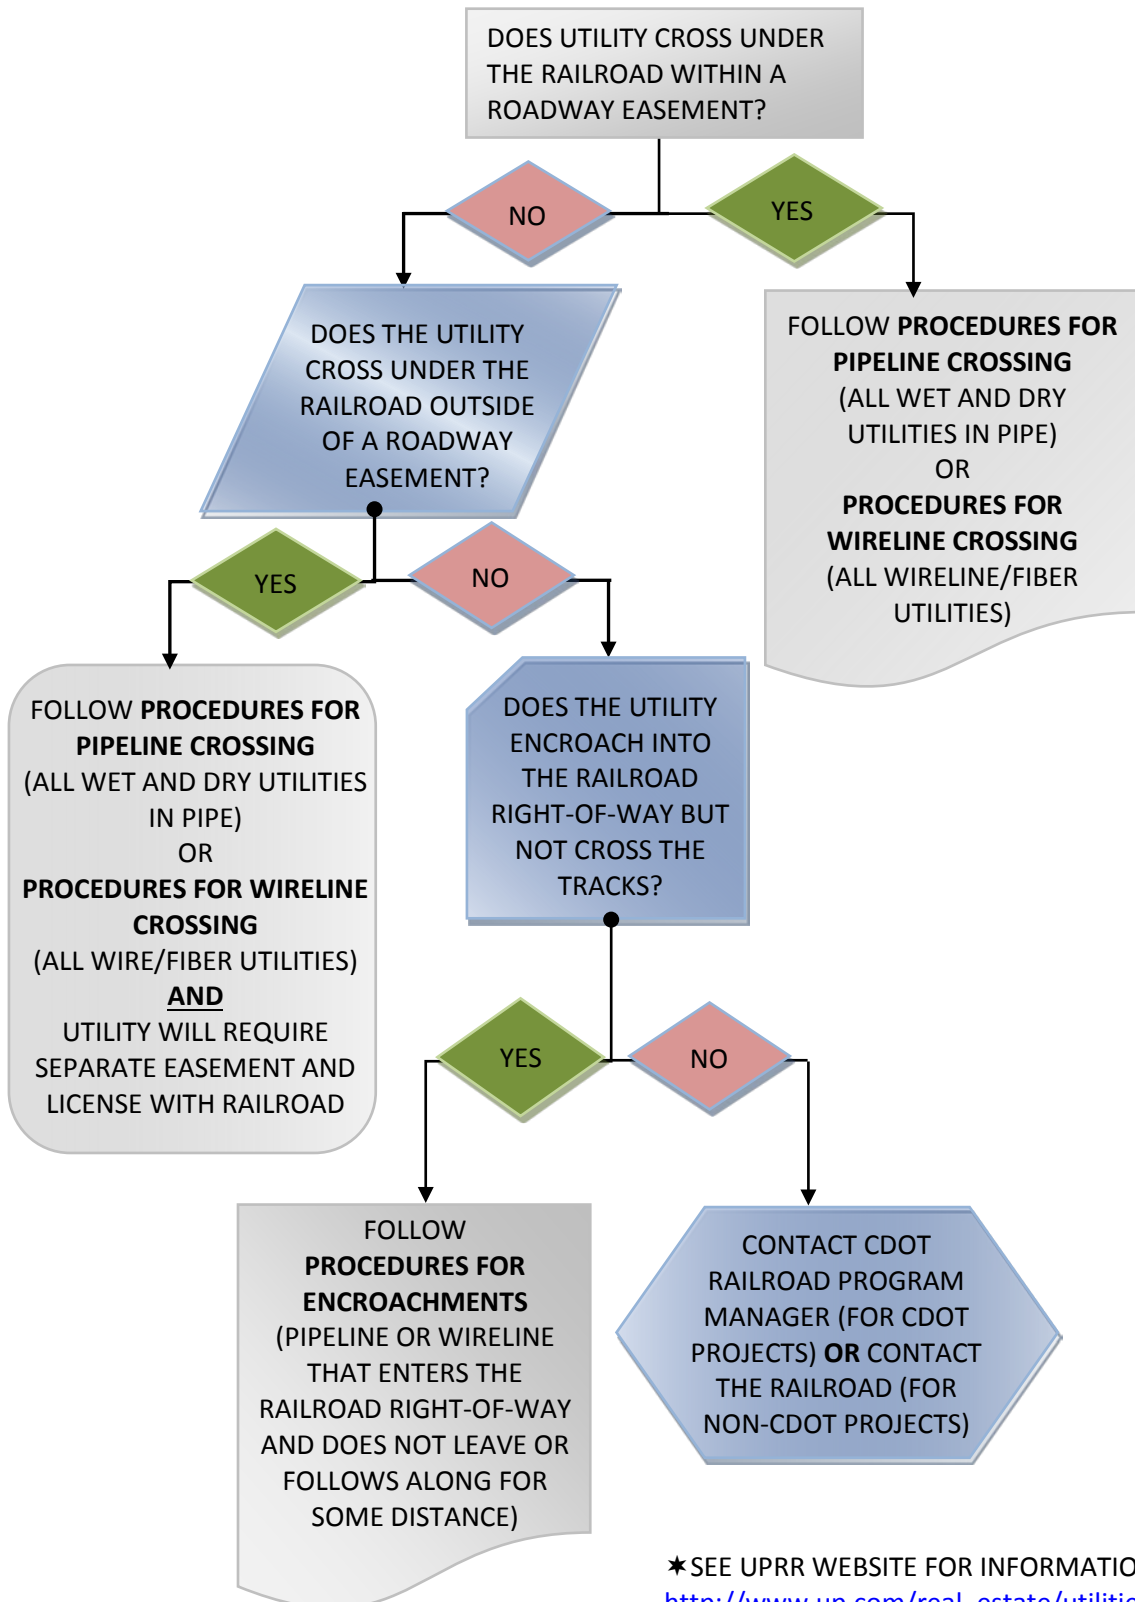 DOES UTILITY CROSS UNDER
THE RAILROAD WITHIN A
ROADWAY EASEMENT?
NO
YES
DOES THE UTILITY
CROSS UNDER THE
RAILROAD OUTSIDE
OF A ROADWAY
EASEMENT?
FOLLOW PROCEDURES FOR
PIPELINE CROSSING
(ALL WET AND DRY
UTILITIES IN PIPE)
OR
PROCEDURES FOR
WIRELINE CROSSING
(ALL WIRELINE/FIBER
UTILITIES)
YES
NO
FOLLOW PROCEDURES FOR
PIPELINE CROSSING
(ALL WET AND DRY UTILITIES
IN PIPE)
OR
PROCEDURES FOR WIRELINE
CROSSING
(ALL WIRE/FIBER UTILITIES)
AND
UTILITY WILL REQUIRE
SEPARATE EASEMENT AND
LICENSE WITH RAILROAD
DOES THE UTILITY
ENCROACH INTO
THE RAILROAD
RIGHT-OF-WAY BUT
NOT CROSS THE
TRACKS?
YES
NO
FOLLOW
PROCEDURES FOR
ENCROACHMENTS
(PIPELINE OR WIRELINE
THAT ENTERS THE
RAILROAD RIGHT-OF-WAY
AND DOES NOT LEAVE OR
FOLLOWS ALONG FOR
SOME DISTANCE)
CONTACT CDOT
RAILROAD PROGRAM
MANAGER (FOR CDOT
PROJECTS) OR CONTACT
THE RAILROAD (FOR
NON-CDOT PROJECTS)
✶SEE UPRR WEBSITE FOR INFORMATIO
http://www.up.com/real_estate/utilitie